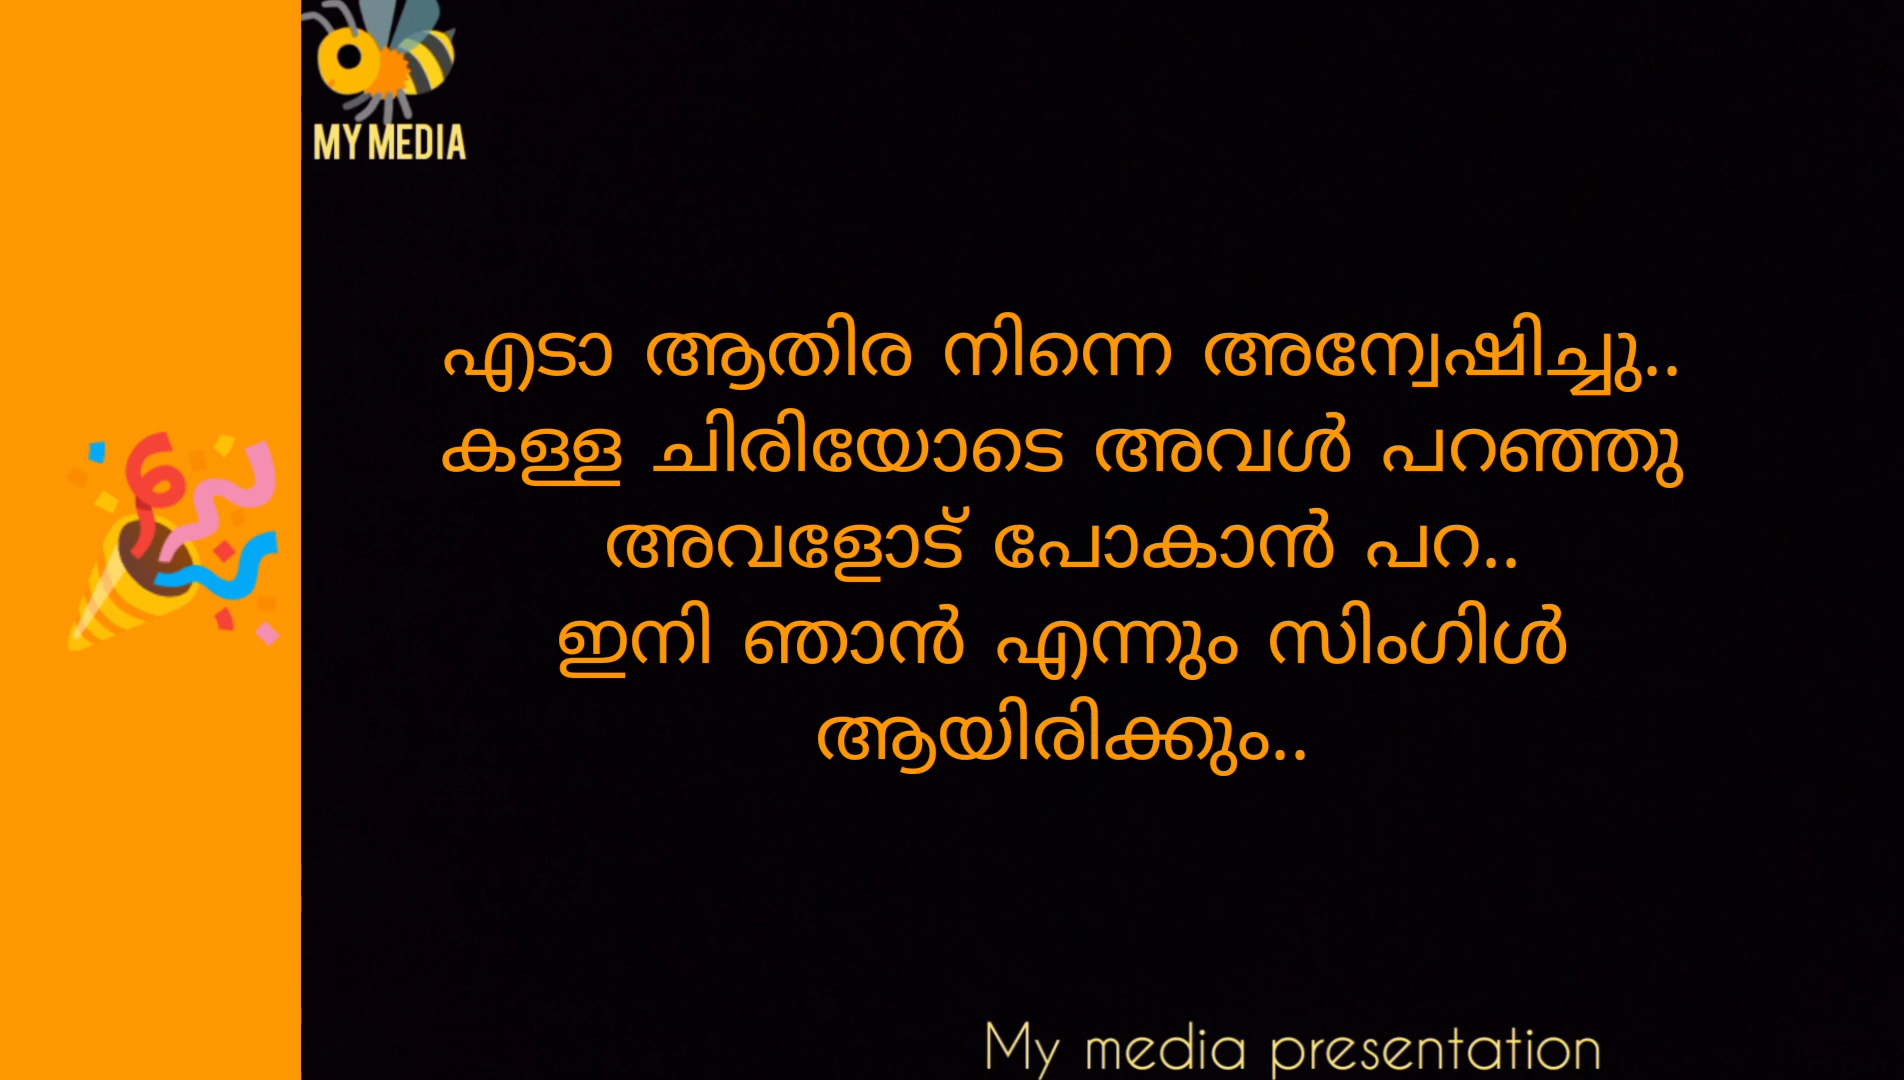 MY MEDIA
എടാ ആതിര നിന്നെ അന്വേഷിച്ചു..
കള്ള ചിരിയോടെ അവൾ പറഞ്ഞു
അവളോട് പോകാൻ പറ..
ഇനി ഞാൻ എന്നും സിംഗിൾ
ആയിരിക്കും..
My media presentation